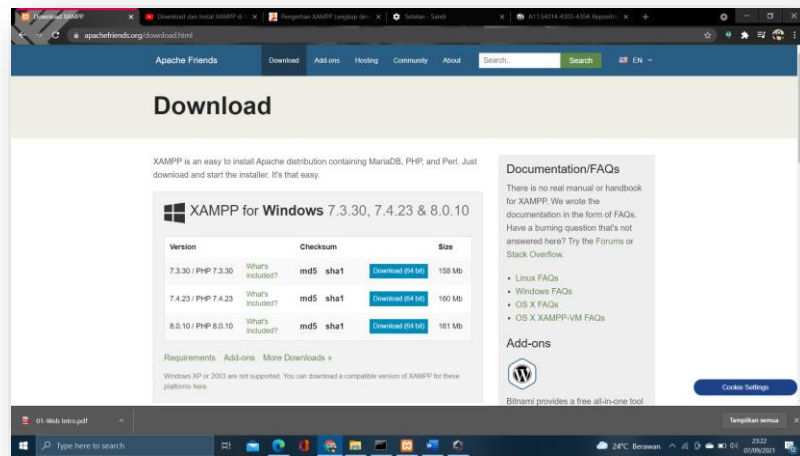 Download XAMPP
Download dan Instal XAMPP di
Pengertian XAMPP Lengkap den
Setelan - Sandi
A11.54314-4303-4304: Reposito
apachefriends.org/download.html
Apache Friends
Download
Add-ons
Hosting
Community
About
Search..
Search
EN
Download
XAMPP is an easy to install Apache distribution containing MariaDB, PHP, and Perl. Just
download and start the installer. It's that easy.
XAMPP for Windows 7.3.30, 7.4.23 & 8.0.10
Version Checksum Size
7.3.30 / PHP 7.3.30 What's Included? md5 sha1 Download (64 bit) 158 Mb
7.4.23 / PHP 7.4.23 What's Included? md5 sha1 Download (64 bit) 160 Mb
8.0.10 / PHP 8.0.10 What's Included? md5 sha1 Download (64 bit) 161 Mb
Requirements Add-ons More Downloads »
Windows XP or 2003 are not supported. You can download a compatible version of XAMPP for these
platforms here.
Documentation/FAQs
There is no real manual or handbook
for XAMPP. We wrote the
documentation in the form of FAQs.
Have a burning question that's not
answered here? Try the Forums or
Stack Overflow.
• Linux FAQs
• Windows FAQs
• OS X FAQs
• OS X XAMPP-VM FAQs
Add-ons
Bitnami provides a free all-in-one tool
Cookie Settings
01-Web Intro.pdf
Tampilkan semua
Type here to search
24°C Berawan
23:22
07/09/2021